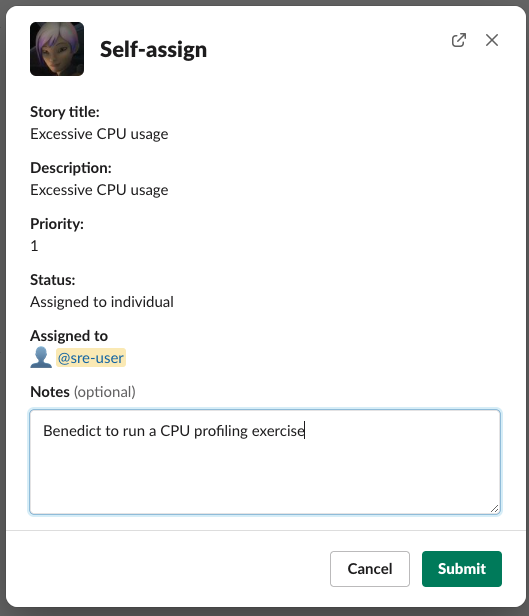 Self-assign
Story title:
Excessive CPU usage
Description:
Excessive CPU usage
Priority:
1
Status:
Assigned to individual
Assigned to
@sre-user
Notes (optional)
Benedict to run a CPU profiling exercise
Cancel Submit